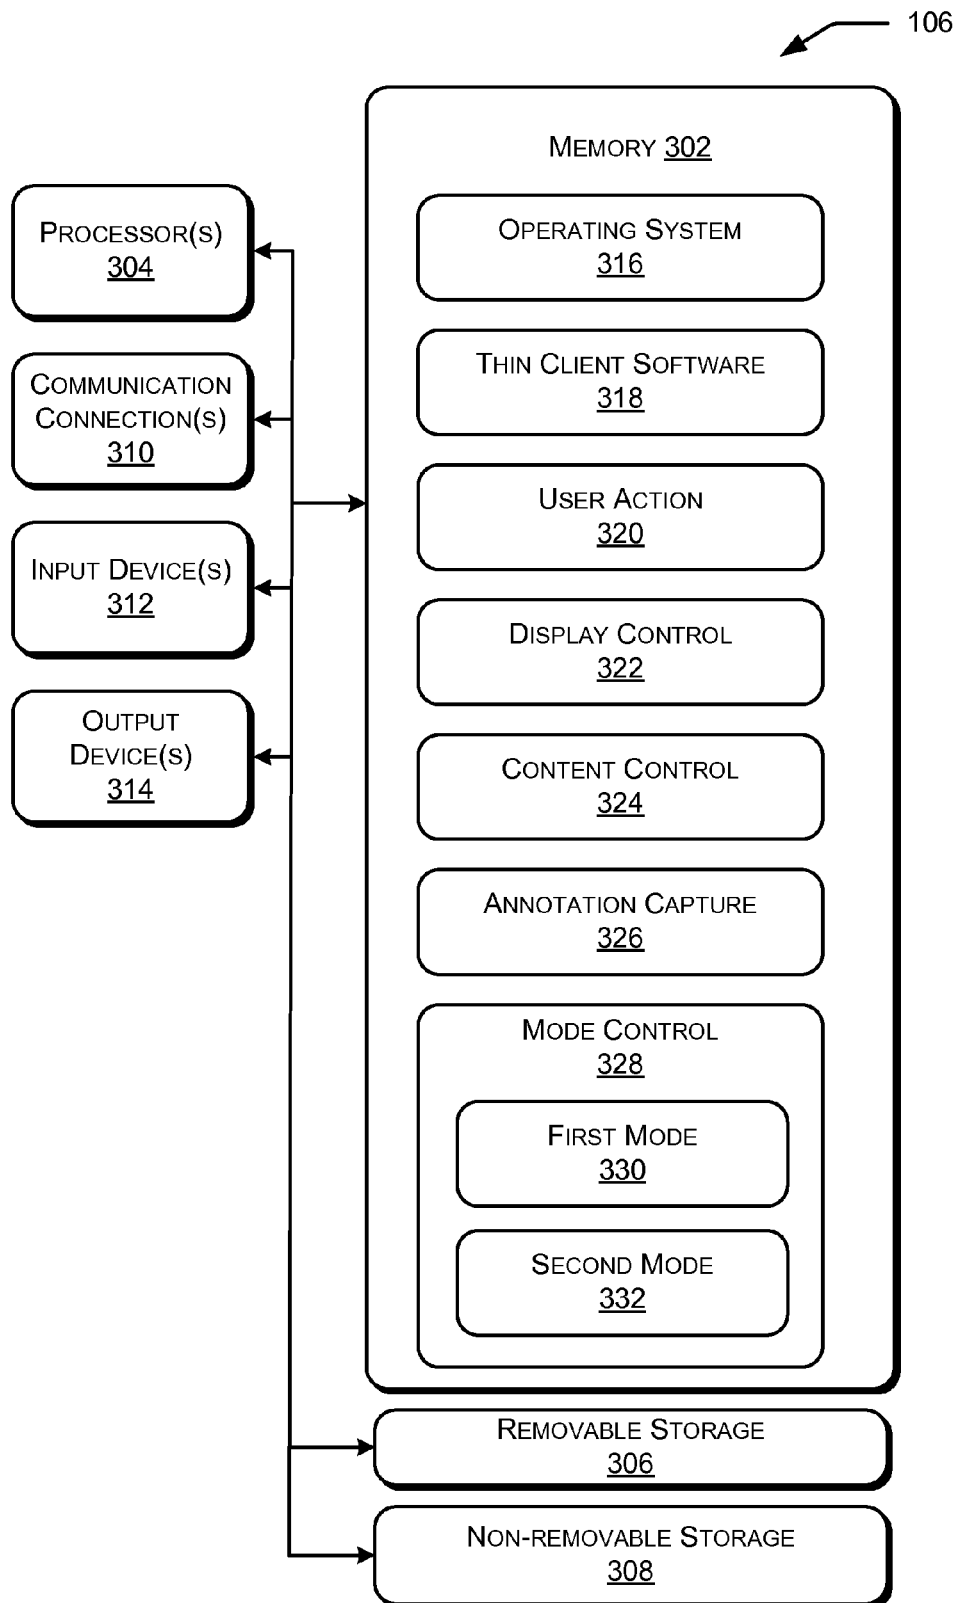 106
MEMORY 302
OPERATING SYSTEM
316
THIN CLIENT SOFTWARE
318
USER ACTION
320
DISPLAY CONTROL
322
CONTENT CONTROL
324
ANNOTATION CAPTURE
326
MODE CONTROL
328
FIRST MODE
330
SECOND MODE
332
PROCESSOR(S)
304
COMMUNICATION
CONNECTION(S)
310
INPUT DEVICE(S)
312
OUTPUT
DEVICE(S)
314
REMOVABLE STORAGE
306
NON-REMOVABLE STORAGE
308